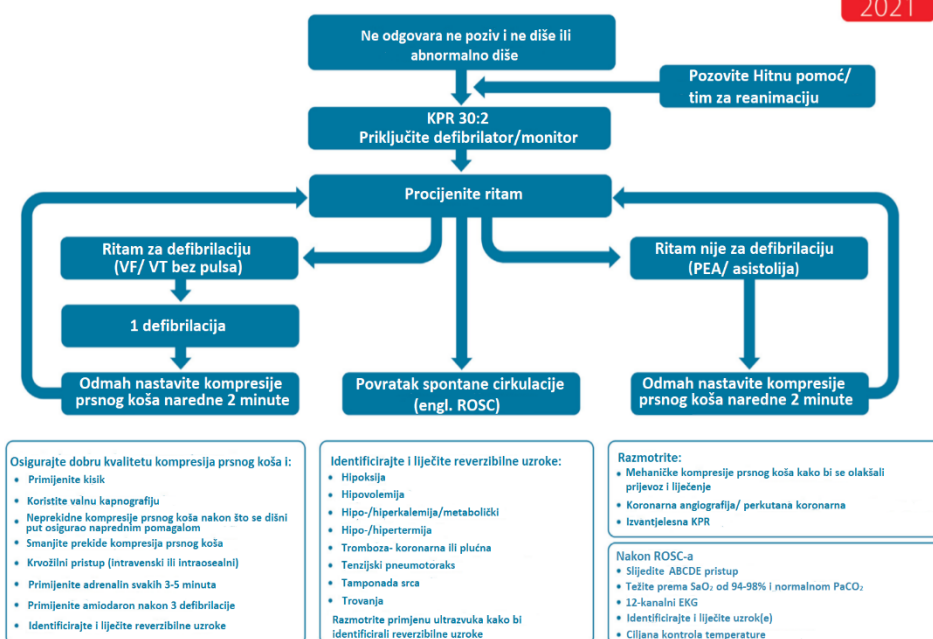 2021
Ne odgovara ne poziv i ne diše ili
abnormalno diše
Pozovite Hitnu pomoć/
tim za reanimaciju
KPR 30:2
Priključite defibrilator/monitor
Procijenite ritam
Ritam za defibrilaciju
(VF/ VT bez pulsa)
Ritam nije za defibrilaciju
(PEA/ asistolija)
1 defibrilacija
Odmah nastavite kompresije
prsnog koša naredne 2 minute
Povratak spontane cirkulacije
(engl. ROSC)
Odmah nastavite kompresije
prsnog koša naredne 2 minute
Osigurajte dobru kvalitetu kompresija prsnog koša i:
• Primijenite kisik
• Koristite valnu kapnografiju
• Neprekidne kompresije prsnog koša nakon što se dišni
put osigurao naprednim pomagalom
• Smanjite prekide kompresija prsnog koša
• Krvožilni pristup (intravenski ili intraosealni)
• Primijenite adrenalin svakih 3-5 minuta
• Primijenite amiodaron nakon 3 defibrilacije
• Identificirajte i liječite reverzibilne uzroke
Identificirajte i liječite reverzibilne uzroke:
• Hipoksija
• Hipovolemija
• Hipo-/hiperkalemija/metabolički
• Hipo-/hipertermija
• Tromboza- koronarna ili plućna
• Tenzijski pneumotoraks
• Tamponada srca
• Trovanja
Razmotrite primjenu ultrazvuka kako bi
identificirali reverzibilne uzroke
Razmotrite:
• Mehaničke kompresije prsnog koša kako bi se olakšali
prijevoz i liječenje
• Koronarna angiografija/ perkutana koronarna
• Izvantjelesna KPR
Nakon ROSC-a
• Slijedite ABCDE pristup
• Težite prema SaO₂ od 94-98% i normalnom PaCO₂
• 12-kanalni EKG
• Identificirajte i liječite uzrok(e)
• Ciljana kontrola temperature